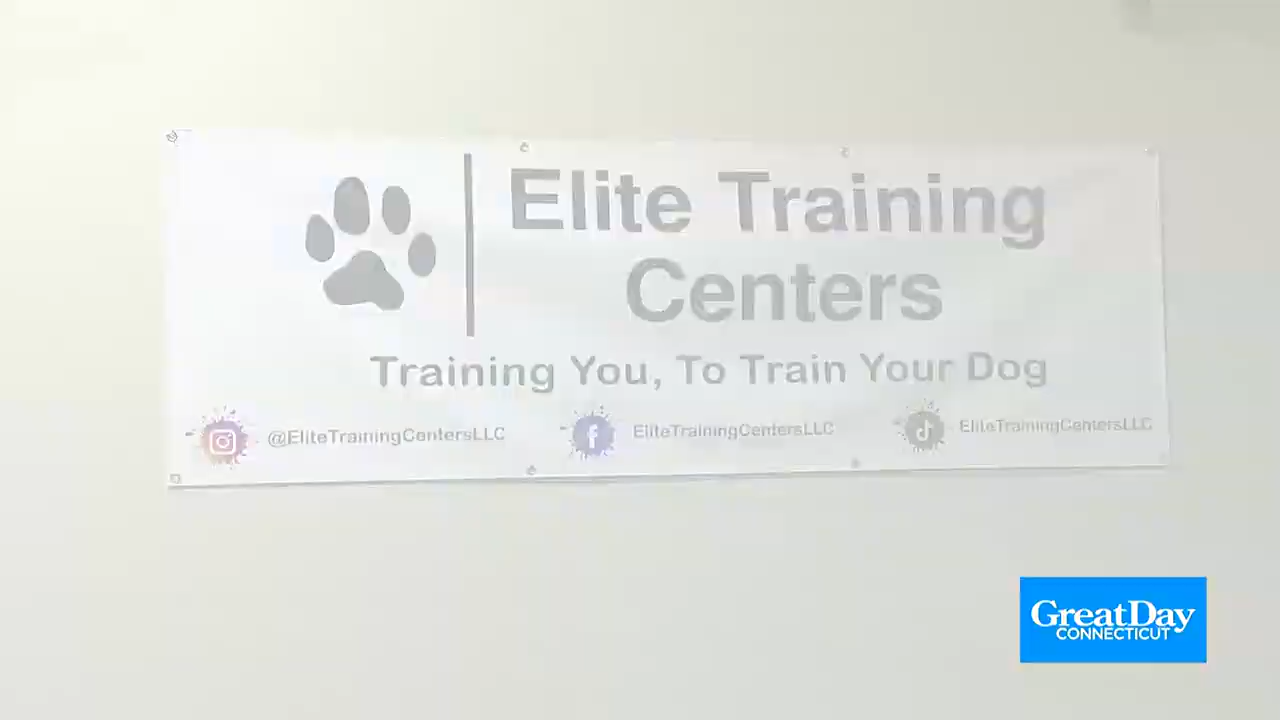 Elite Training
Centers
Training You, To Train Your Dog
@EliteTrainingCentersLLC
EliteTrainingCentersLLC
EliteTrainingCentersLLC
GreatDay
CONNECTICUT